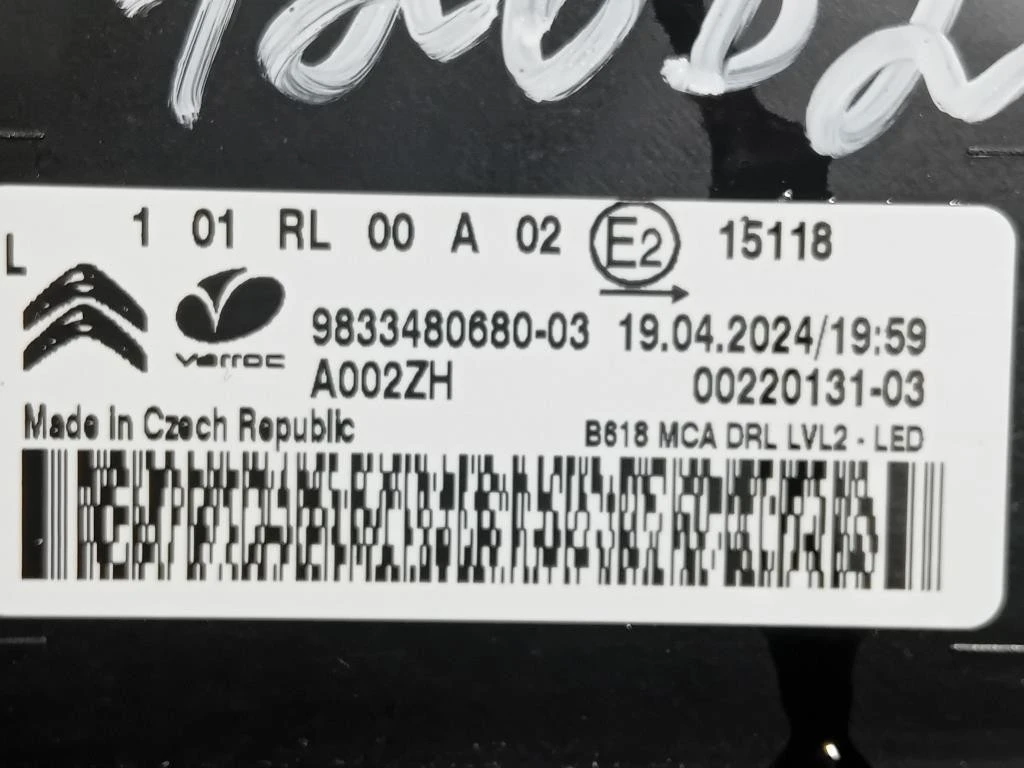 L 1 01 RL 00 A 02 E2 15118
varroc
9833480680-03 19.04.2024/19:59
A002ZH 00220131-03
Made in Czech Republic B618 MCA DRL LVL2 - LED